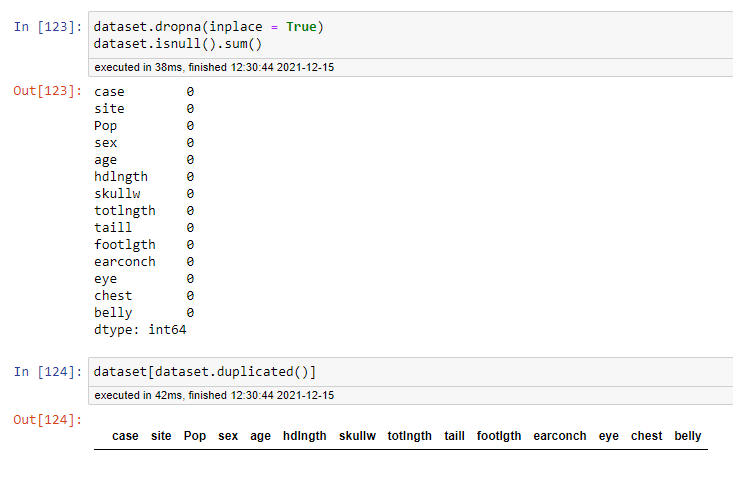 In [123]: dataset.dropna(inplace = True)
dataset.isnull().sum()
executed in 38ms, finished 12:30:44 2021-12-15
Out[123]: case 0
site 0
Pop 0
sex 0
age 0
hdlngth 0
skullw 0
totlngth 0
taill 0
footlgth 0
earconch 0
eye 0
chest 0
belly 0
dtype: int64
In [124]: dataset[dataset.duplicated()]
executed in 42ms, finished 12:30:44 2021-12-15
Out[124]:
case site Pop sex age hdlngth skullw totlngth taill footlgth earconch eye chest belly